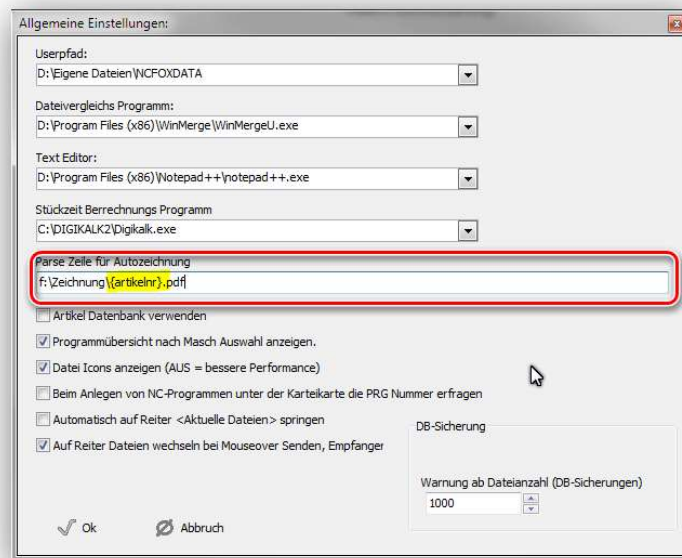 Allgemeine Einstellungen:
Userpfad:
D:\Eigene Dateien\NCFOXDATA
Dateivergleichs Programm:
D:\Program Files (x86)\WinMerge\WinMergeU.exe
Text Editor:
D:\Program Files (x86)\Notepad++\notepad++.exe
Stückzeit Berrechnungs Programm
C:\DIGIKALK2\Digikalk.exe
Parse Zeile für Autozeichnung
f:\Zeichnung\{artikelnr}.pdf
Artikel Datenbank verwenden
Programmübersicht nach Masch Auswahl anzeigen.
Datei Icons anzeigen (AUS = bessere Performance)
Beim Anlegen von NC-Programmen unter der Karteikarte die PRG Nummer erfragen
Automatisch auf Reiter <Aktuelle Dateien> springen
Auf Reiter Dateien wechseln bei Mouseover Senden, Empfanger
DB-Sicherung
Warnung ab Dateianzahl (DB-Sicherungen)
1000
Ok
Abbruch